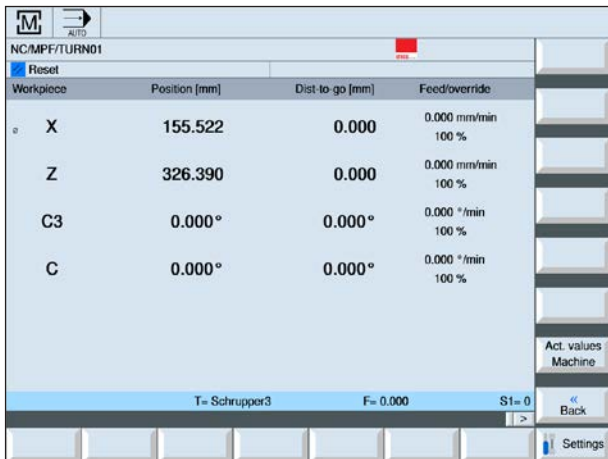 M
AUTO
NC/MPF/TURN01
Reset
Workpiece Position [mm] Dist-to-go [mm] Feed/override
ø X 155.522 0.000 0.000 mm/min
100 %
Z 326.390 0.000 0.000 mm/min
100 %
C3 0.000° 0.000° 0.000 °/min
100 %
C 0.000° 0.000° 0.000 °/min
100 %
Act. values
Machine
T= Schrupper3 F= 0.000 S1= 0
«
Back
>
Settings